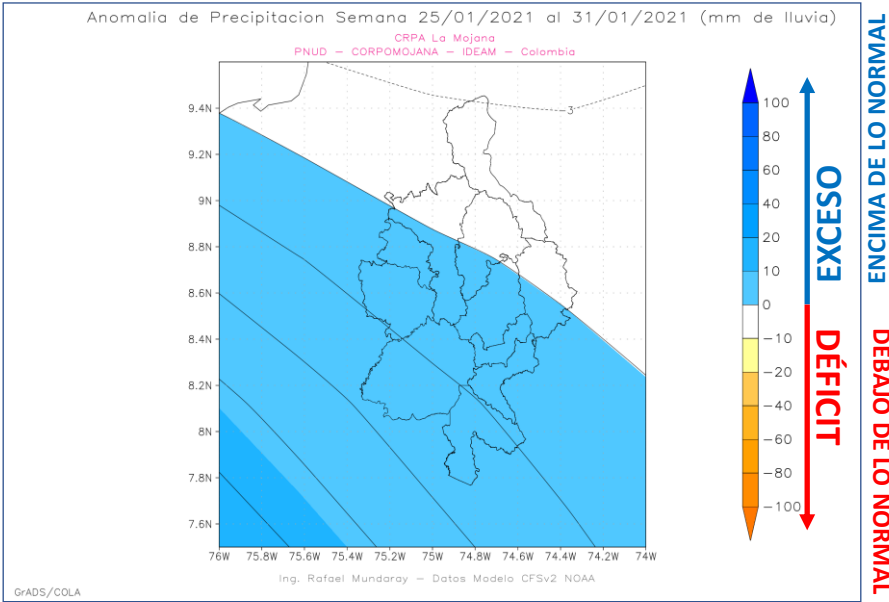 Anomalia de Precipitacion Semana 25/01/2021 al 31/01/2021 (mm de lluvia)
CRPA La Mojana
PNUD – CORPOMOJANA – IDEAM – Colombia
9.4N
9.2N
9N
8.8N
8.6N
8.4N
8.2N
8N
7.8N
7.6N
3
76W 75.8W 75.6W 75.4W 75.2W 75W 74.8W 74.6W 74.4W 74.2W 74W
100
80
60
40
20
10
0
−10
−20
−40
−60
−80
−100
EXCESO
DÉFICIT
ENCIMA DE LO NORMAL
DEBAJO DE LO NORMAL
Ing. Rafael Mundaray – Datos Modelo CFSv2 NOAA
GrADS/COLA